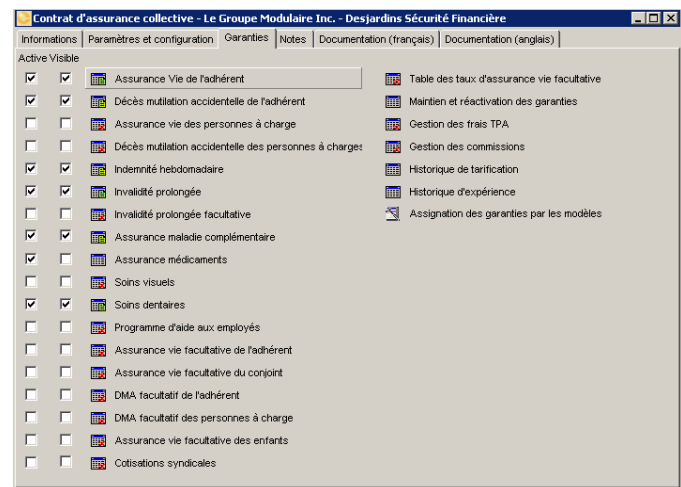 Contrat d'assurance collective - Le Groupe Modulaire Inc. - Desjardins Sécurité Financière
Informations Paramètres et configuration Garanties Notes Documentation (français) Documentation (anglais)
Active Visible
Assurance Vie de l'adhérent
Décès mutilation accidentelle de l'adhérent
Assurance vie des personnes à charge
Décès mutilation accidentelle des personnes à charges
Indemnité hebdomadaire
Invalidité prolongée
Invalidité prolongée facultative
Assurance maladie complémentaire
Assurance médicaments
Soins visuels
Soins dentaires
Programme d'aide aux employés
Assurance vie facultative de l'adhérent
Assurance vie facultative du conjoint
DMA facultatif de l'adhérent
DMA facultatif des personnes à charge
Assurance vie facultative des enfants
Cotisations syndicales
Table des taux d'assurance vie facultative
Maintien et réactivation des garanties
Gestion des frais TPA
Gestion des commissions
Historique de tarification
Historique d'expérience
Assignation des garanties par les modèles